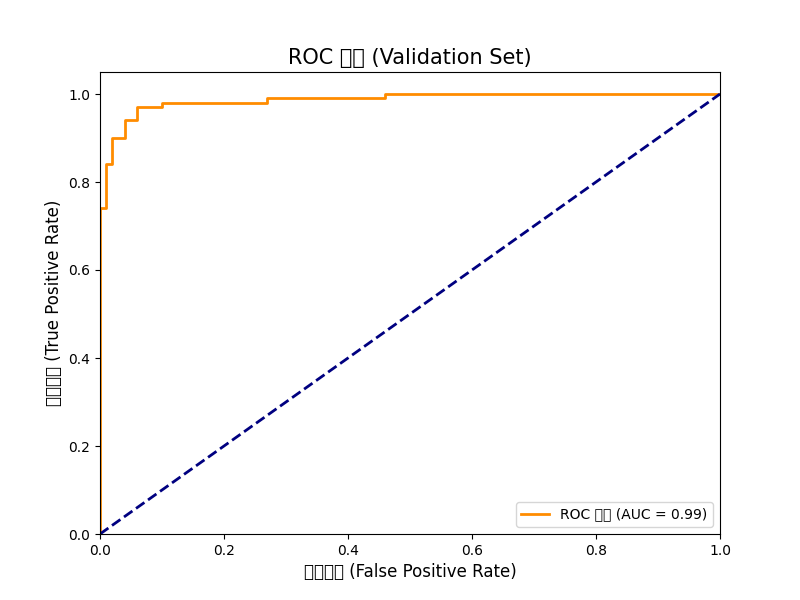 ROC (Validation Set)
1.0
0.8
0.6
0.4
0.2
0.0
(True Positive Rate)
ROC (AUC = 0.99)
0.0 0.2 0.4 0.6 0.8 1.0
(False Positive Rate)